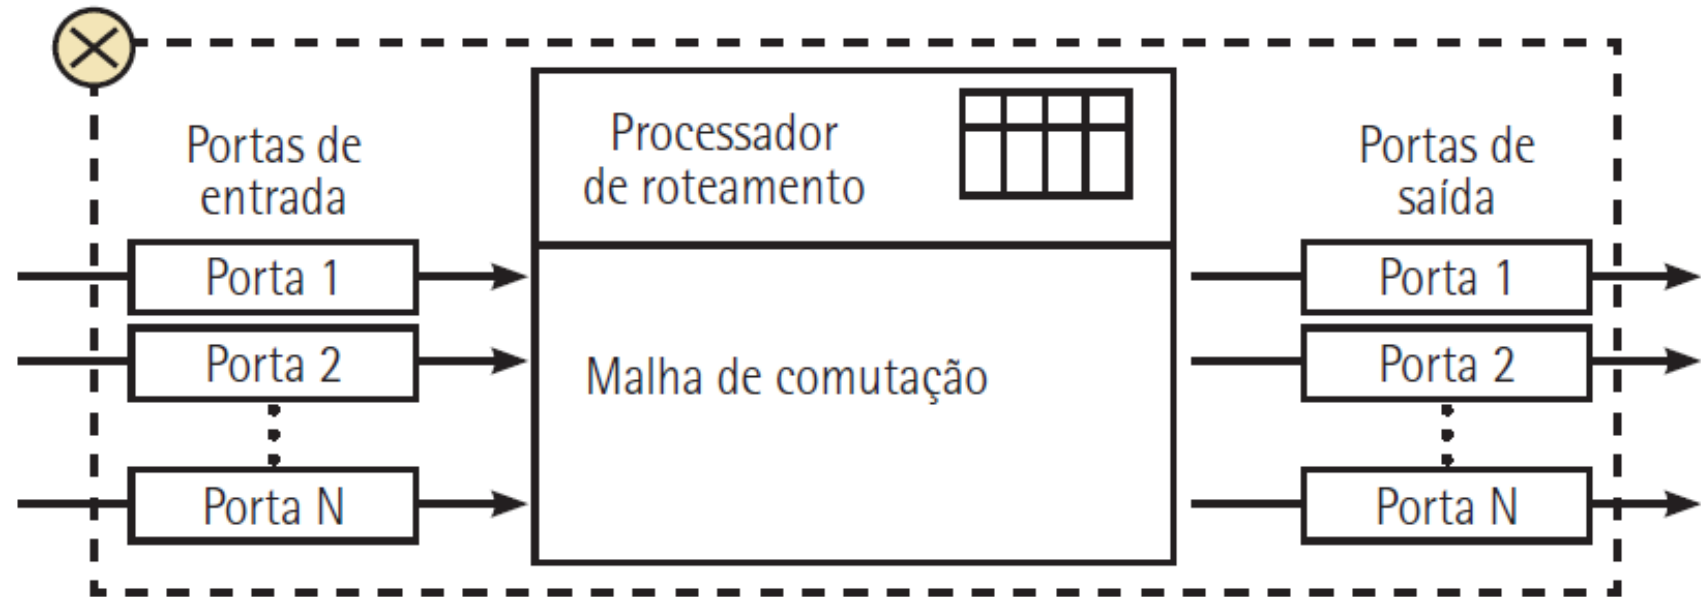 Portas de
entrada
Porta 1
Porta 2
Porta N
Processador
de roteamento
Malha de comutação
Portas de
saída
Porta 1
Porta 2
Porta N